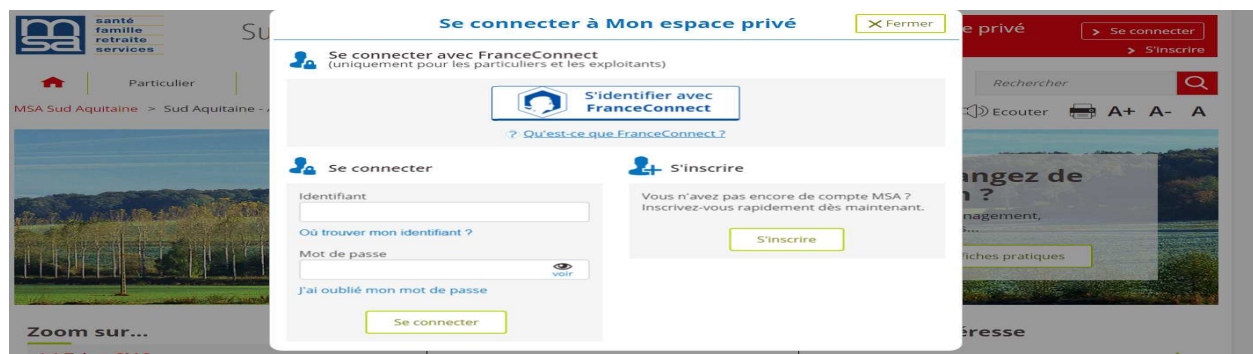 santé
famille
retraite
services
Su
Se connecter à Mon espace privé
Fermer
e privé
> Se connecter
> S'inscrire
Se connecter avec FranceConnect
(uniquement pour les particuliers et les exploitants)
Particulier
Rechercher
S'identifier avec
FranceConnect
MSA Sud Aquitaine > Sud Aquitaine -
Ecouter A+ A- A
? Qu'est-ce que FranceConnect ?
Se connecter
S'inscrire
Identifiant
Vous n'avez pas encore de compte MSA ?
Inscrivez-vous rapidement dès maintenant.
angez de
?
nagement,
Où trouver mon identifiant ?
S'inscrire
Mot de passe
voir
fiches pratiques
J'ai oublié mon mot de passe
Se connecter
Zoom sur...
éresse